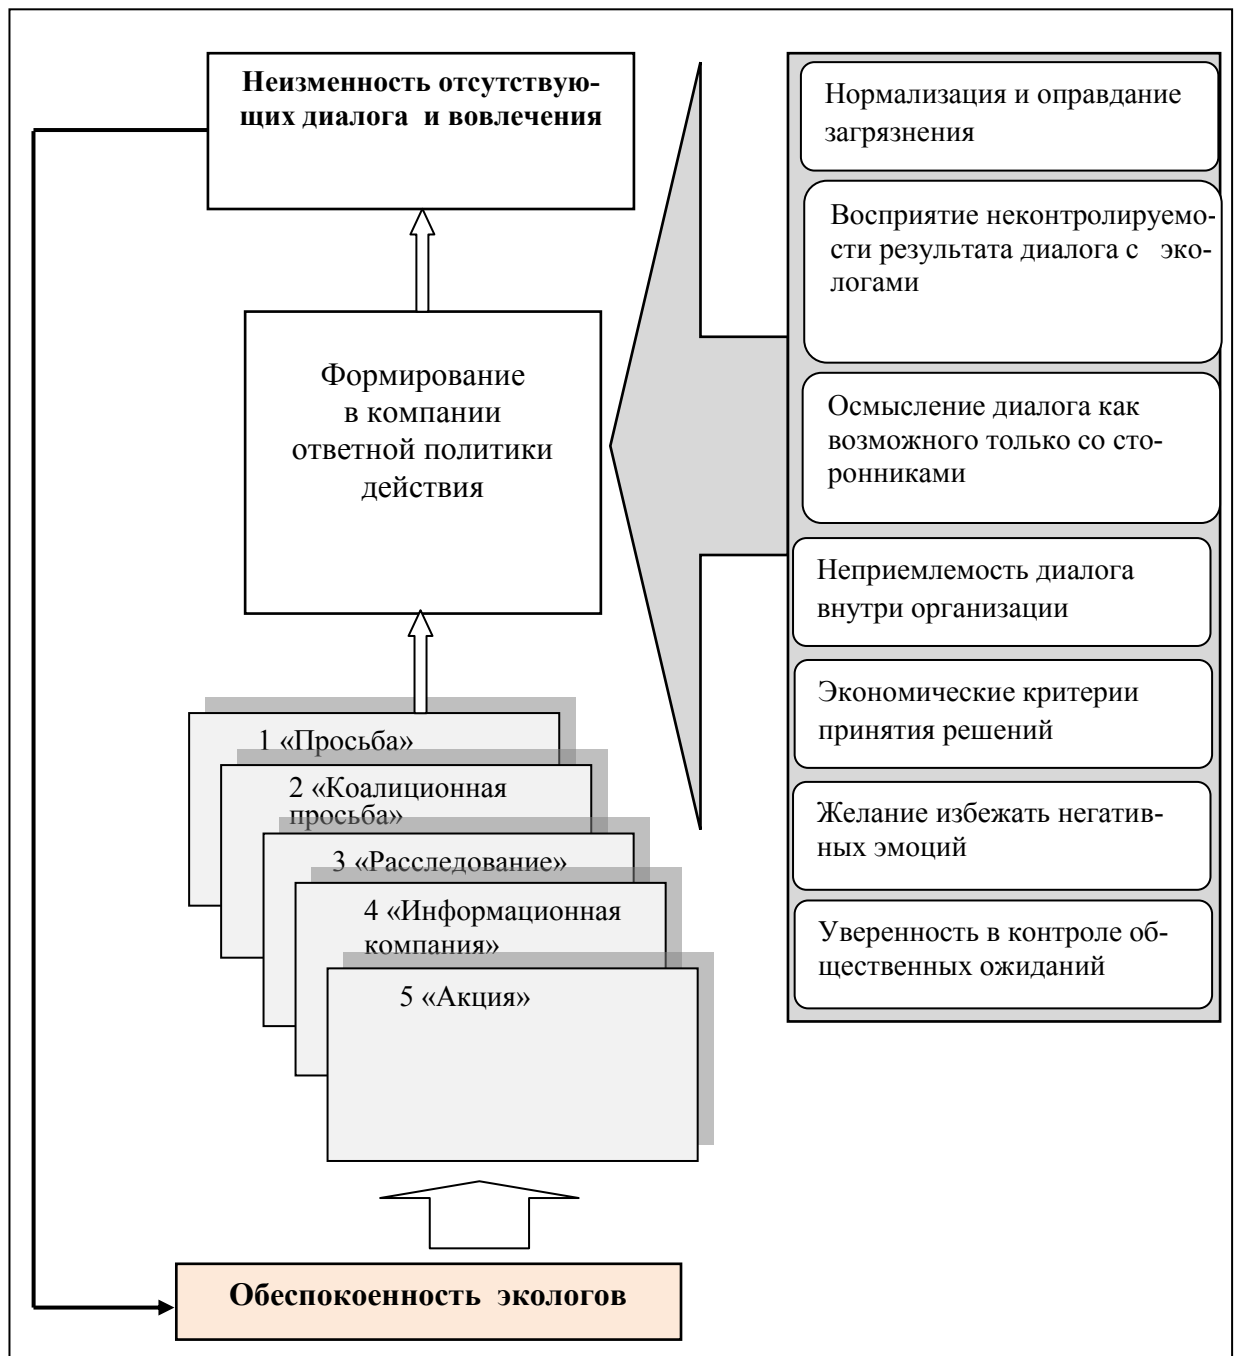 Неизменность отсутствую-
щих диалога и вовлечения
Формирование
в компании
ответной политики
действия
1 «Просьба»
2 «Коалиционная
просьба»
3 «Расследование»
4 «Информационная
компания»
5 «Акция»
Обеспокоенность экологов
Нормализация и оправдание
загрязнения
Восприятие неконтролируемо-
сти результата диалога с эко-
логами
Осмысление диалога как
возможного только со сто-
ронниками
Неприемлемость диалога
внутри организации
Экономические критерии
принятия решений
Желание избежать негатив-
ных эмоций
Уверенность в контроле об-
щественных ожиданий